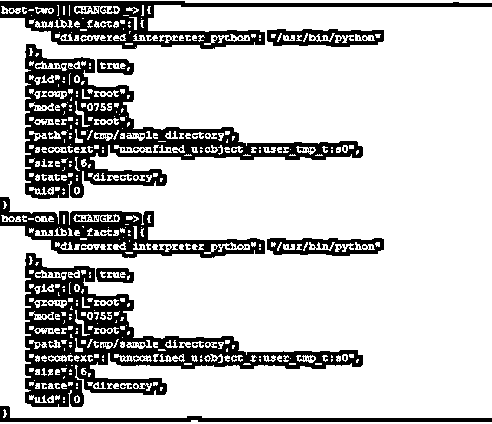 host-two | CHANGED => {
    "ansible_facts": {
        "discovered_interpreter_python": "/usr/bin/python"
    },
    "changed": true,
    "gid": 0,
    "group": "root",
    "mode": "0755",
    "owner": "root",
    "path": "/tmp/sample_directory",
    "secontext": "unconfined_u:object_r:user_tmp_t:s0",
    "size": 6,
    "state": "directory",
    "uid": 0
}
host-one | CHANGED => {
    "ansible_facts": {
        "discovered_interpreter_python": "/usr/bin/python"
    },
    "changed": true,
    "gid": 0,
    "group": "root",
    "mode": "0755",
    "owner": "root",
    "path": "/tmp/sample_directory",
    "secontext": "unconfined_u:object_r:user_tmp_t:s0",
    "size": 6,
    "state": "directory",
    "uid": 0
}